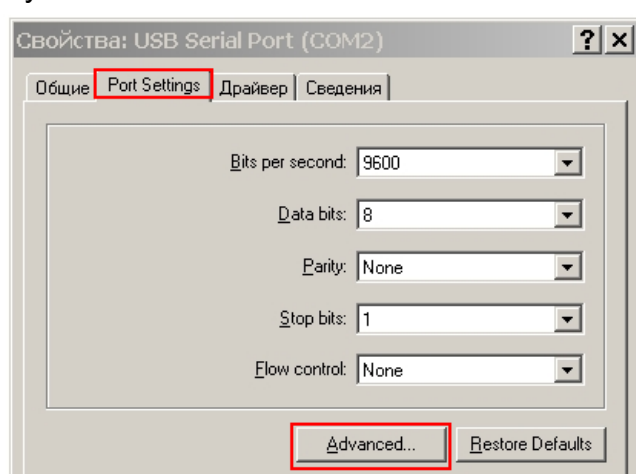 Свойства: USB Serial Port (COM2) ? ×
Общие Port Settings Драйвер Сведения
Bits per second: 9600
Data bits: 8
Parity: None
Stop bits: 1
Flow control: None
Advanced... Restore Defaults